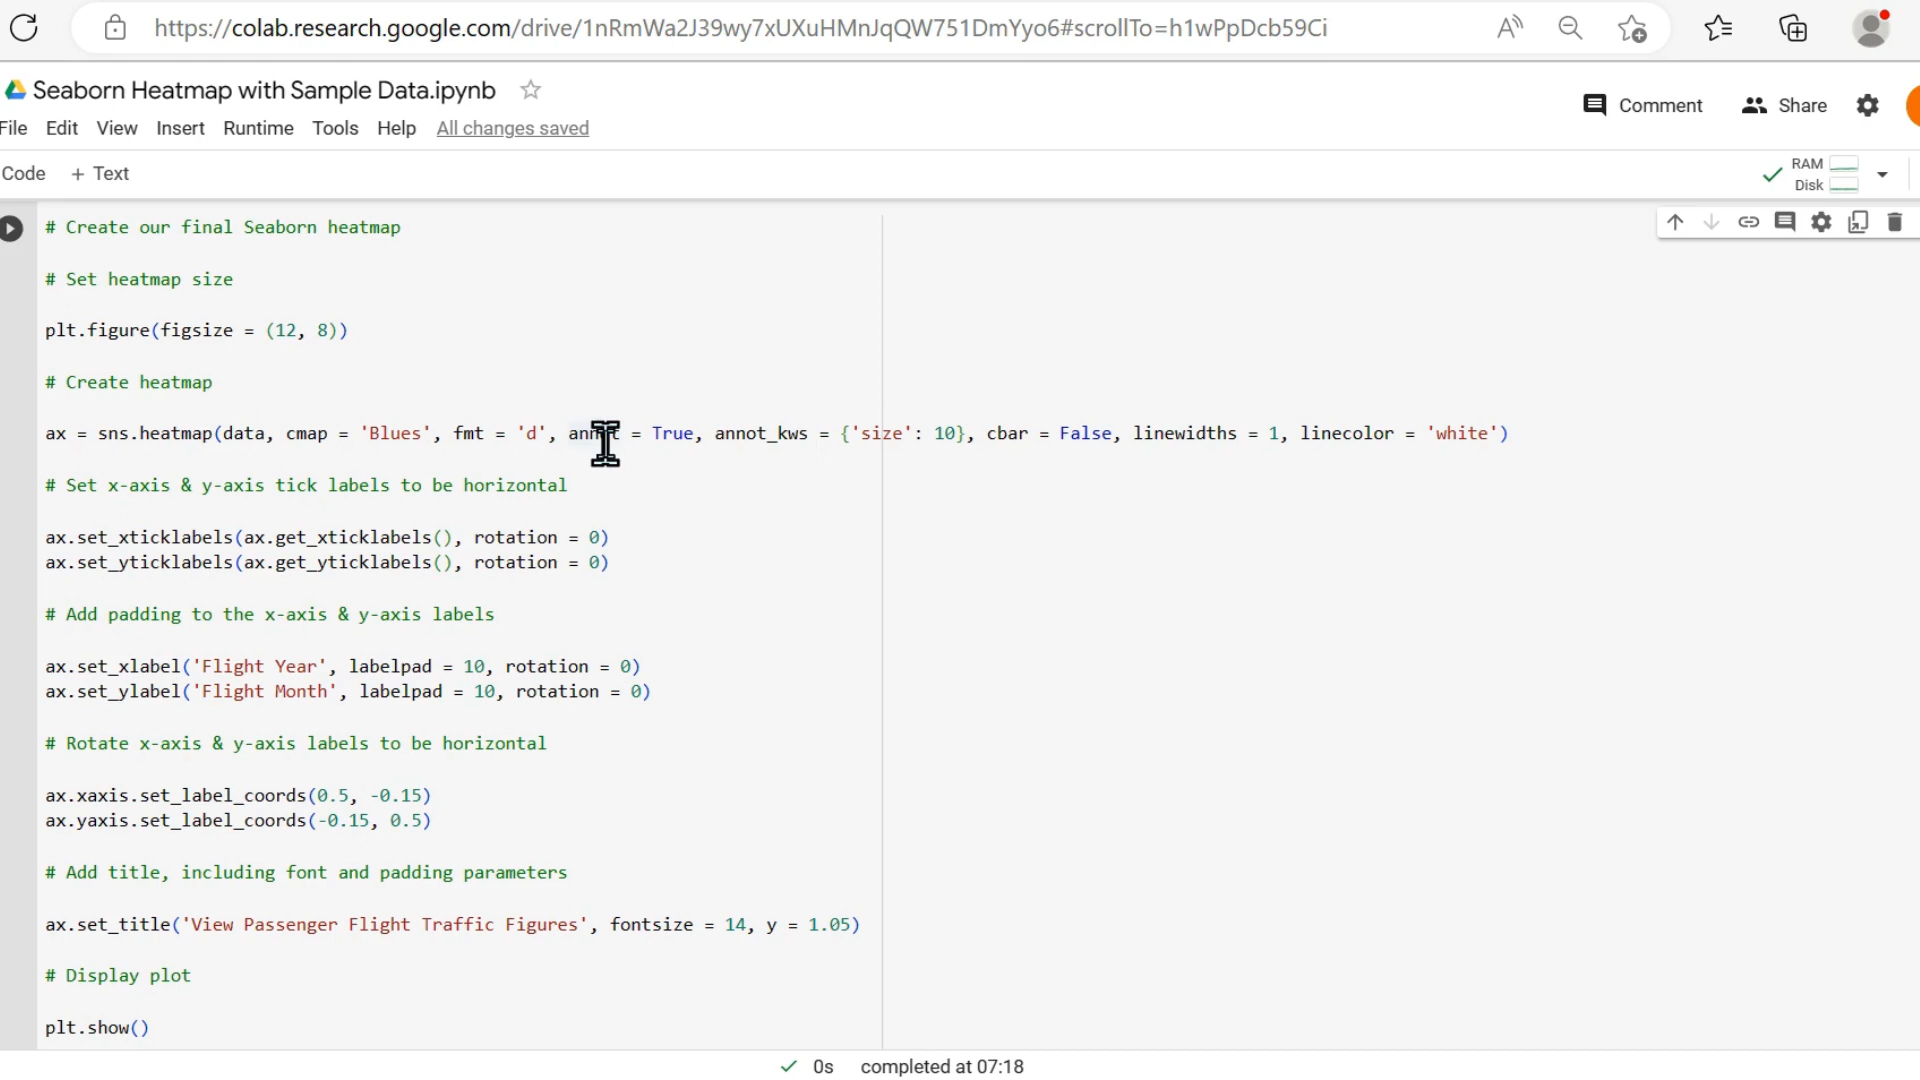 https://colab.research.google.com/drive/1nRmWa2J39wy7xUXuHMnJqQW751DmYyo6#scrollTo=h1wPpDcb59Ci
Seaborn Heatmap with Sample Data.ipynb
File Edit View Insert Runtime Tools Help All changes saved
Comment Share
Code + Text
RAM
Disk
# Create our final Seaborn heatmap
# Set heatmap size
plt.figure(figsize = (12, 8))
# Create heatmap
ax = sns.heatmap(data, cmap = 'Blues', fmt = 'd', annot = True, annot_kws = {'size': 10}, cbar = False, linewidths = 1, linecolor = 'white')
# Set x-axis & y-axis tick labels to be horizontal
ax.set_xticklabels(ax.get_xticklabels(), rotation = 0)
ax.set_yticklabels(ax.get_yticklabels(), rotation = 0)
# Add padding to the x-axis & y-axis labels
ax.set_xlabel('Flight Year', labelpad = 10, rotation = 0)
ax.set_ylabel('Flight Month', labelpad = 10, rotation = 0)
# Rotate x-axis & y-axis labels to be horizontal
ax.xaxis.set_label_coords(0.5, -0.15)
ax.yaxis.set_label_coords(-0.15, 0.5)
# Add title, including font and padding parameters
ax.set_title('View Passenger Flight Traffic Figures', fontsize = 14, y = 1.05)
# Display plot
plt.show()
0s completed at 07:18